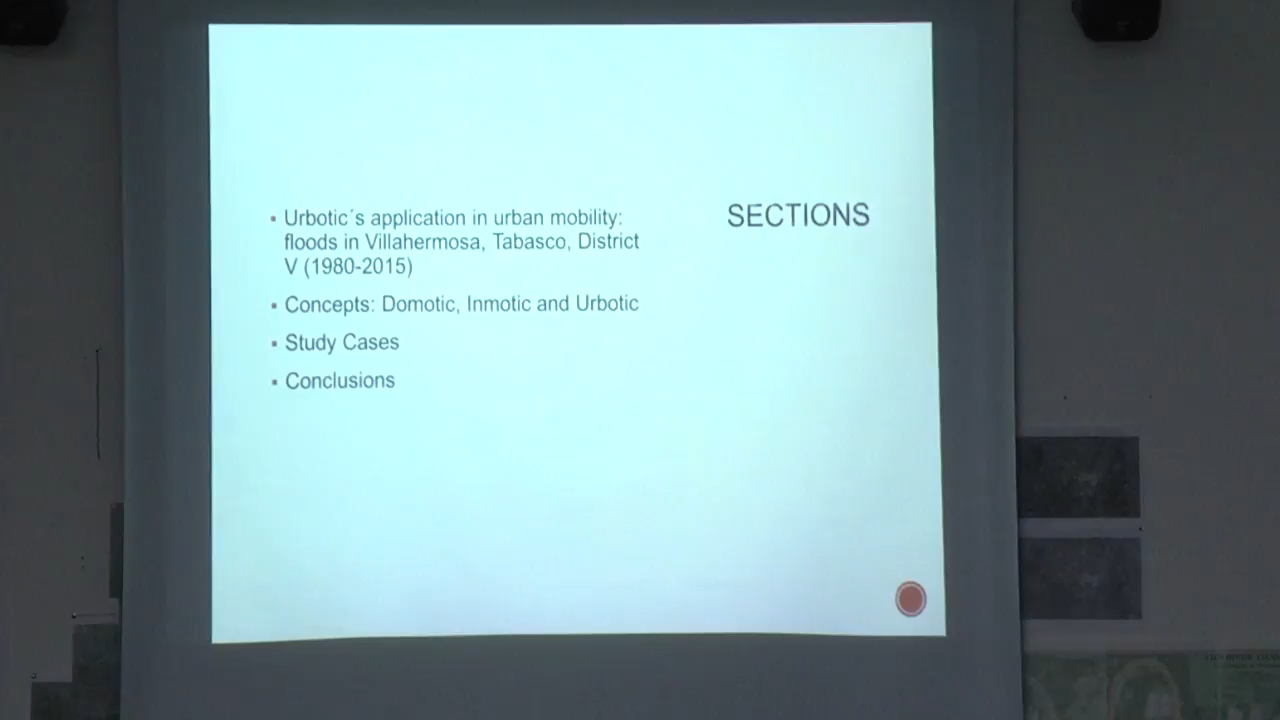 SECTIONS
▪ Urbotic´s application in urban mobility:
floods in Villahermosa, Tabasco, District
V (1980-2015)
▪ Concepts: Domotic, Inmotic and Urbotic
▪ Study Cases
▪ Conclusions